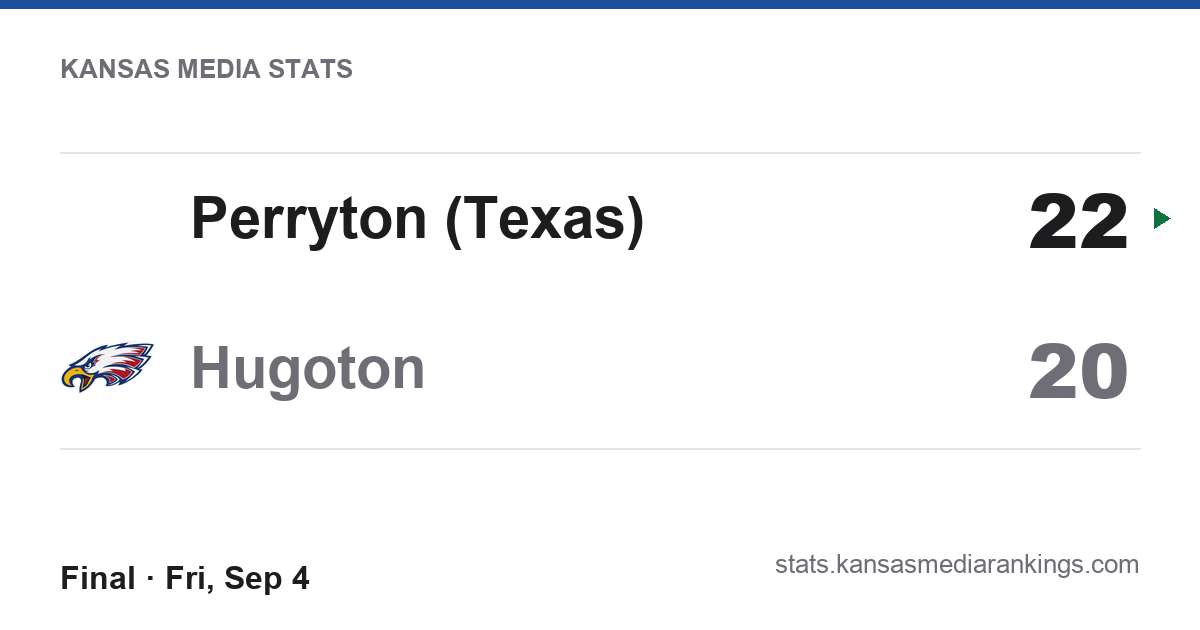 KANSAS MEDIA STATS
Perryton (Texas) 22
Hugoton 20
Final · Fri, Sep 4
stats.kansasmediarankings.com